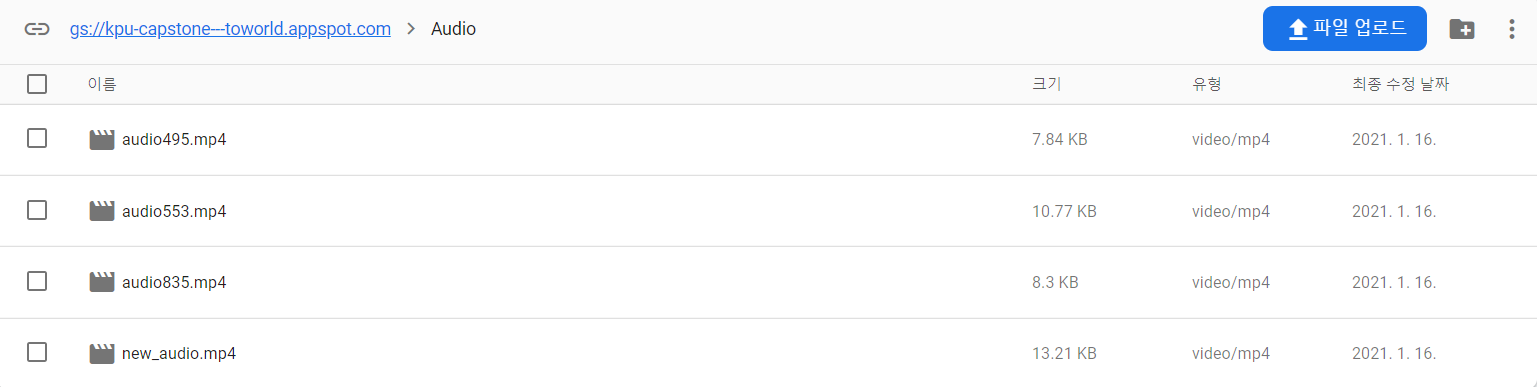 gs://kpu-capstone---toworld.appspot.com > Audio 파일 업로드
이름 크기 유형 최종 수정 날짜
audio495.mp4 7.84 KB video/mp4 2021. 1. 16.
audio553.mp4 10.77 KB video/mp4 2021. 1. 16.
audio835.mp4 8.3 KB video/mp4 2021. 1. 16.
new_audio.mp4 13.21 KB video/mp4 2021. 1. 16.